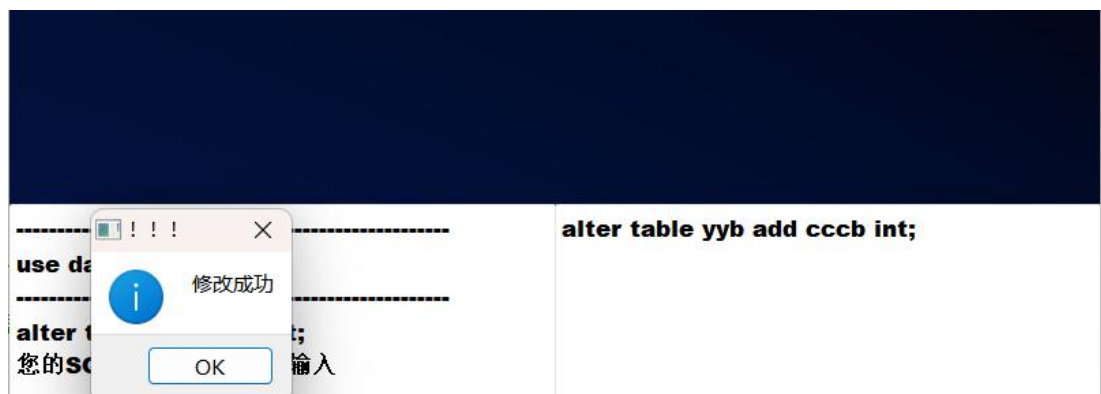 ----------
! ! !
----------
use da
修改成功
----------
alter t
t;
您的SQ
输入
OK
alter table yyb add cccb int;